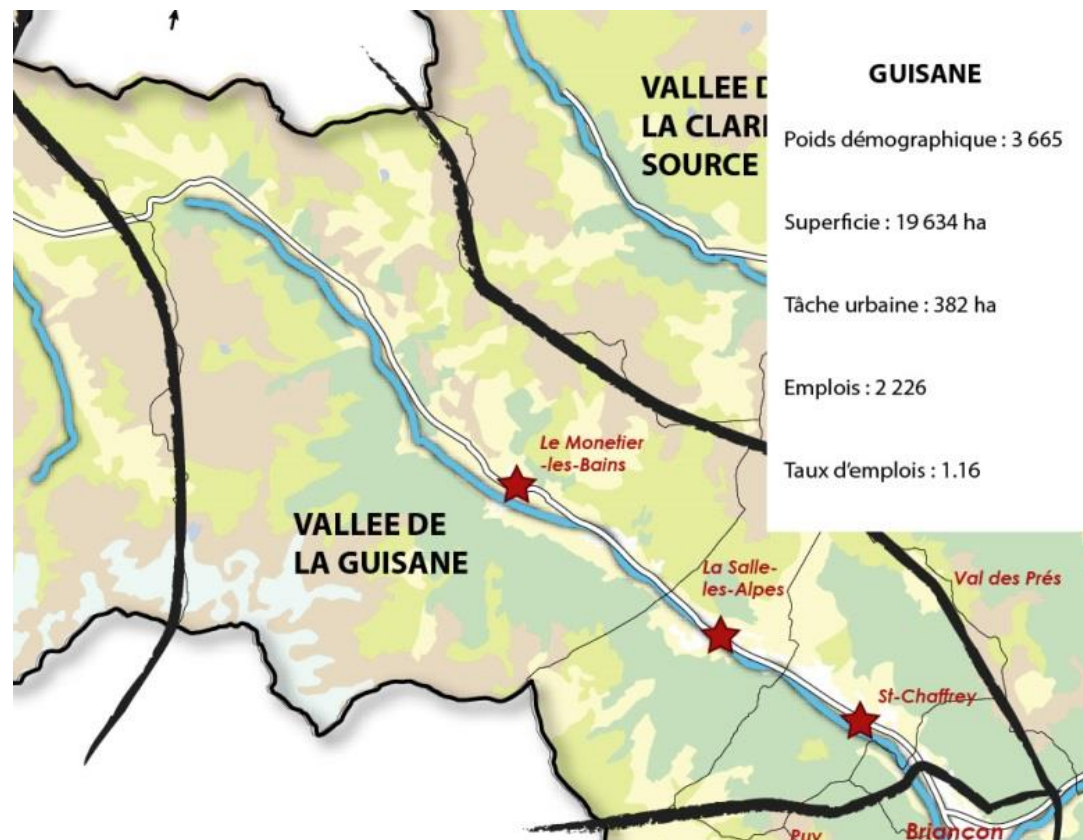 VALLEE D
LA CLARI
SOURCE
GUISANE
Poids démographique : 3 665
Superficie : 19 634 ha
Tâche urbaine : 382 ha
Emplois : 2 226
Taux d'emplois : 1.16
Le Monetier
-les-Bains
VALLEE DE
LA GUISANE
La Salle-
les-Alpes
Val des Prés
St-Chaffrey
Puy
Briançon